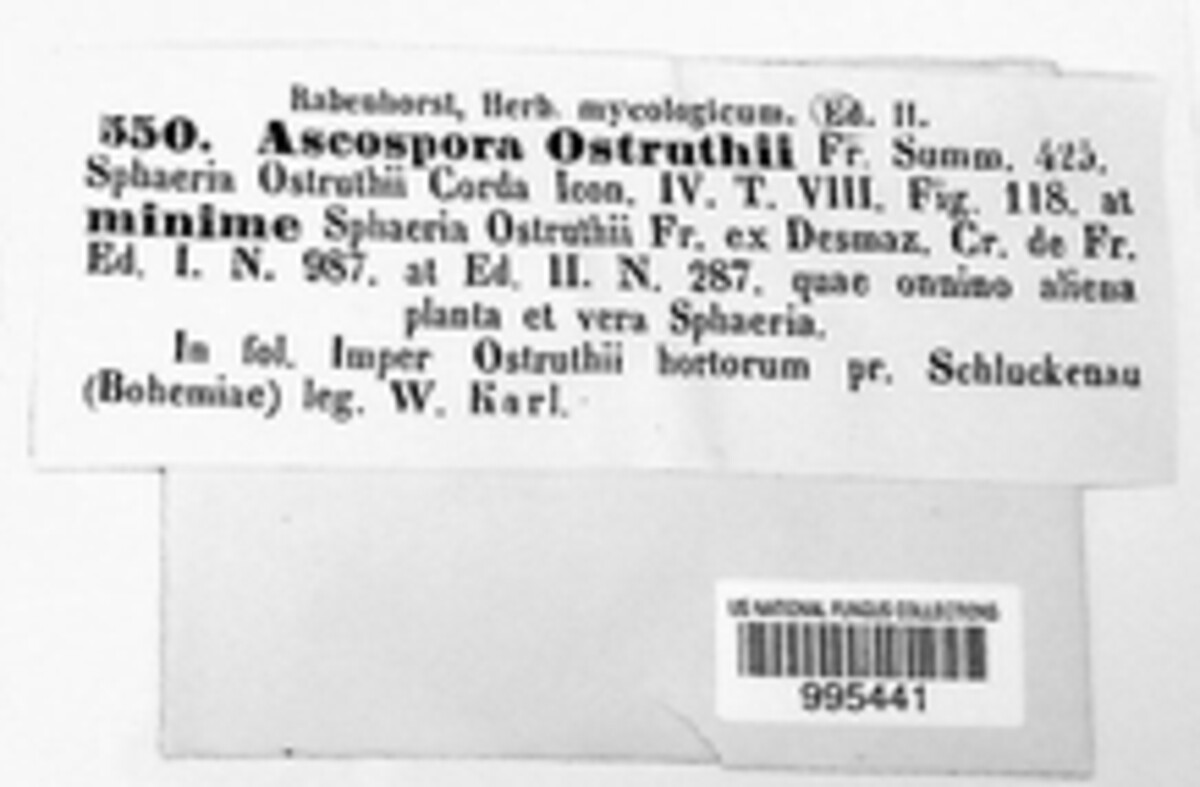 Rabenhorst, Herb. mycologicum. Ed. II.
550. Ascospora Ostruthii Fr. Summ. 425.
Sphaeria Ostruthii Corda Icon. IV. T. VIII. Fig. 118. at
minime Sphaeria Ostruthii Fr. ex Desmaz. Cr. de Fr.
Ed. I. N. 987. at Ed. II. N. 287. quae omnino aliena
planta et vera Sphaeria.
In fol. Imper Ostruthii hortorum pr. Schluckenau
(Bohemiae) leg. W. Karl.
US NATIONAL FUNGUS COLLECTIONS
995441